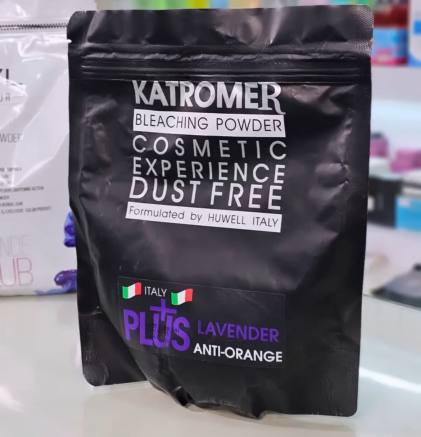 KATROMER
BLEACHING POWDER
COSMETIC
EXPERIENCE
DUST FREE
Formulated by HUWELL ITALY
ITALY
PLUS LAVENDER
ANTI-ORANGE